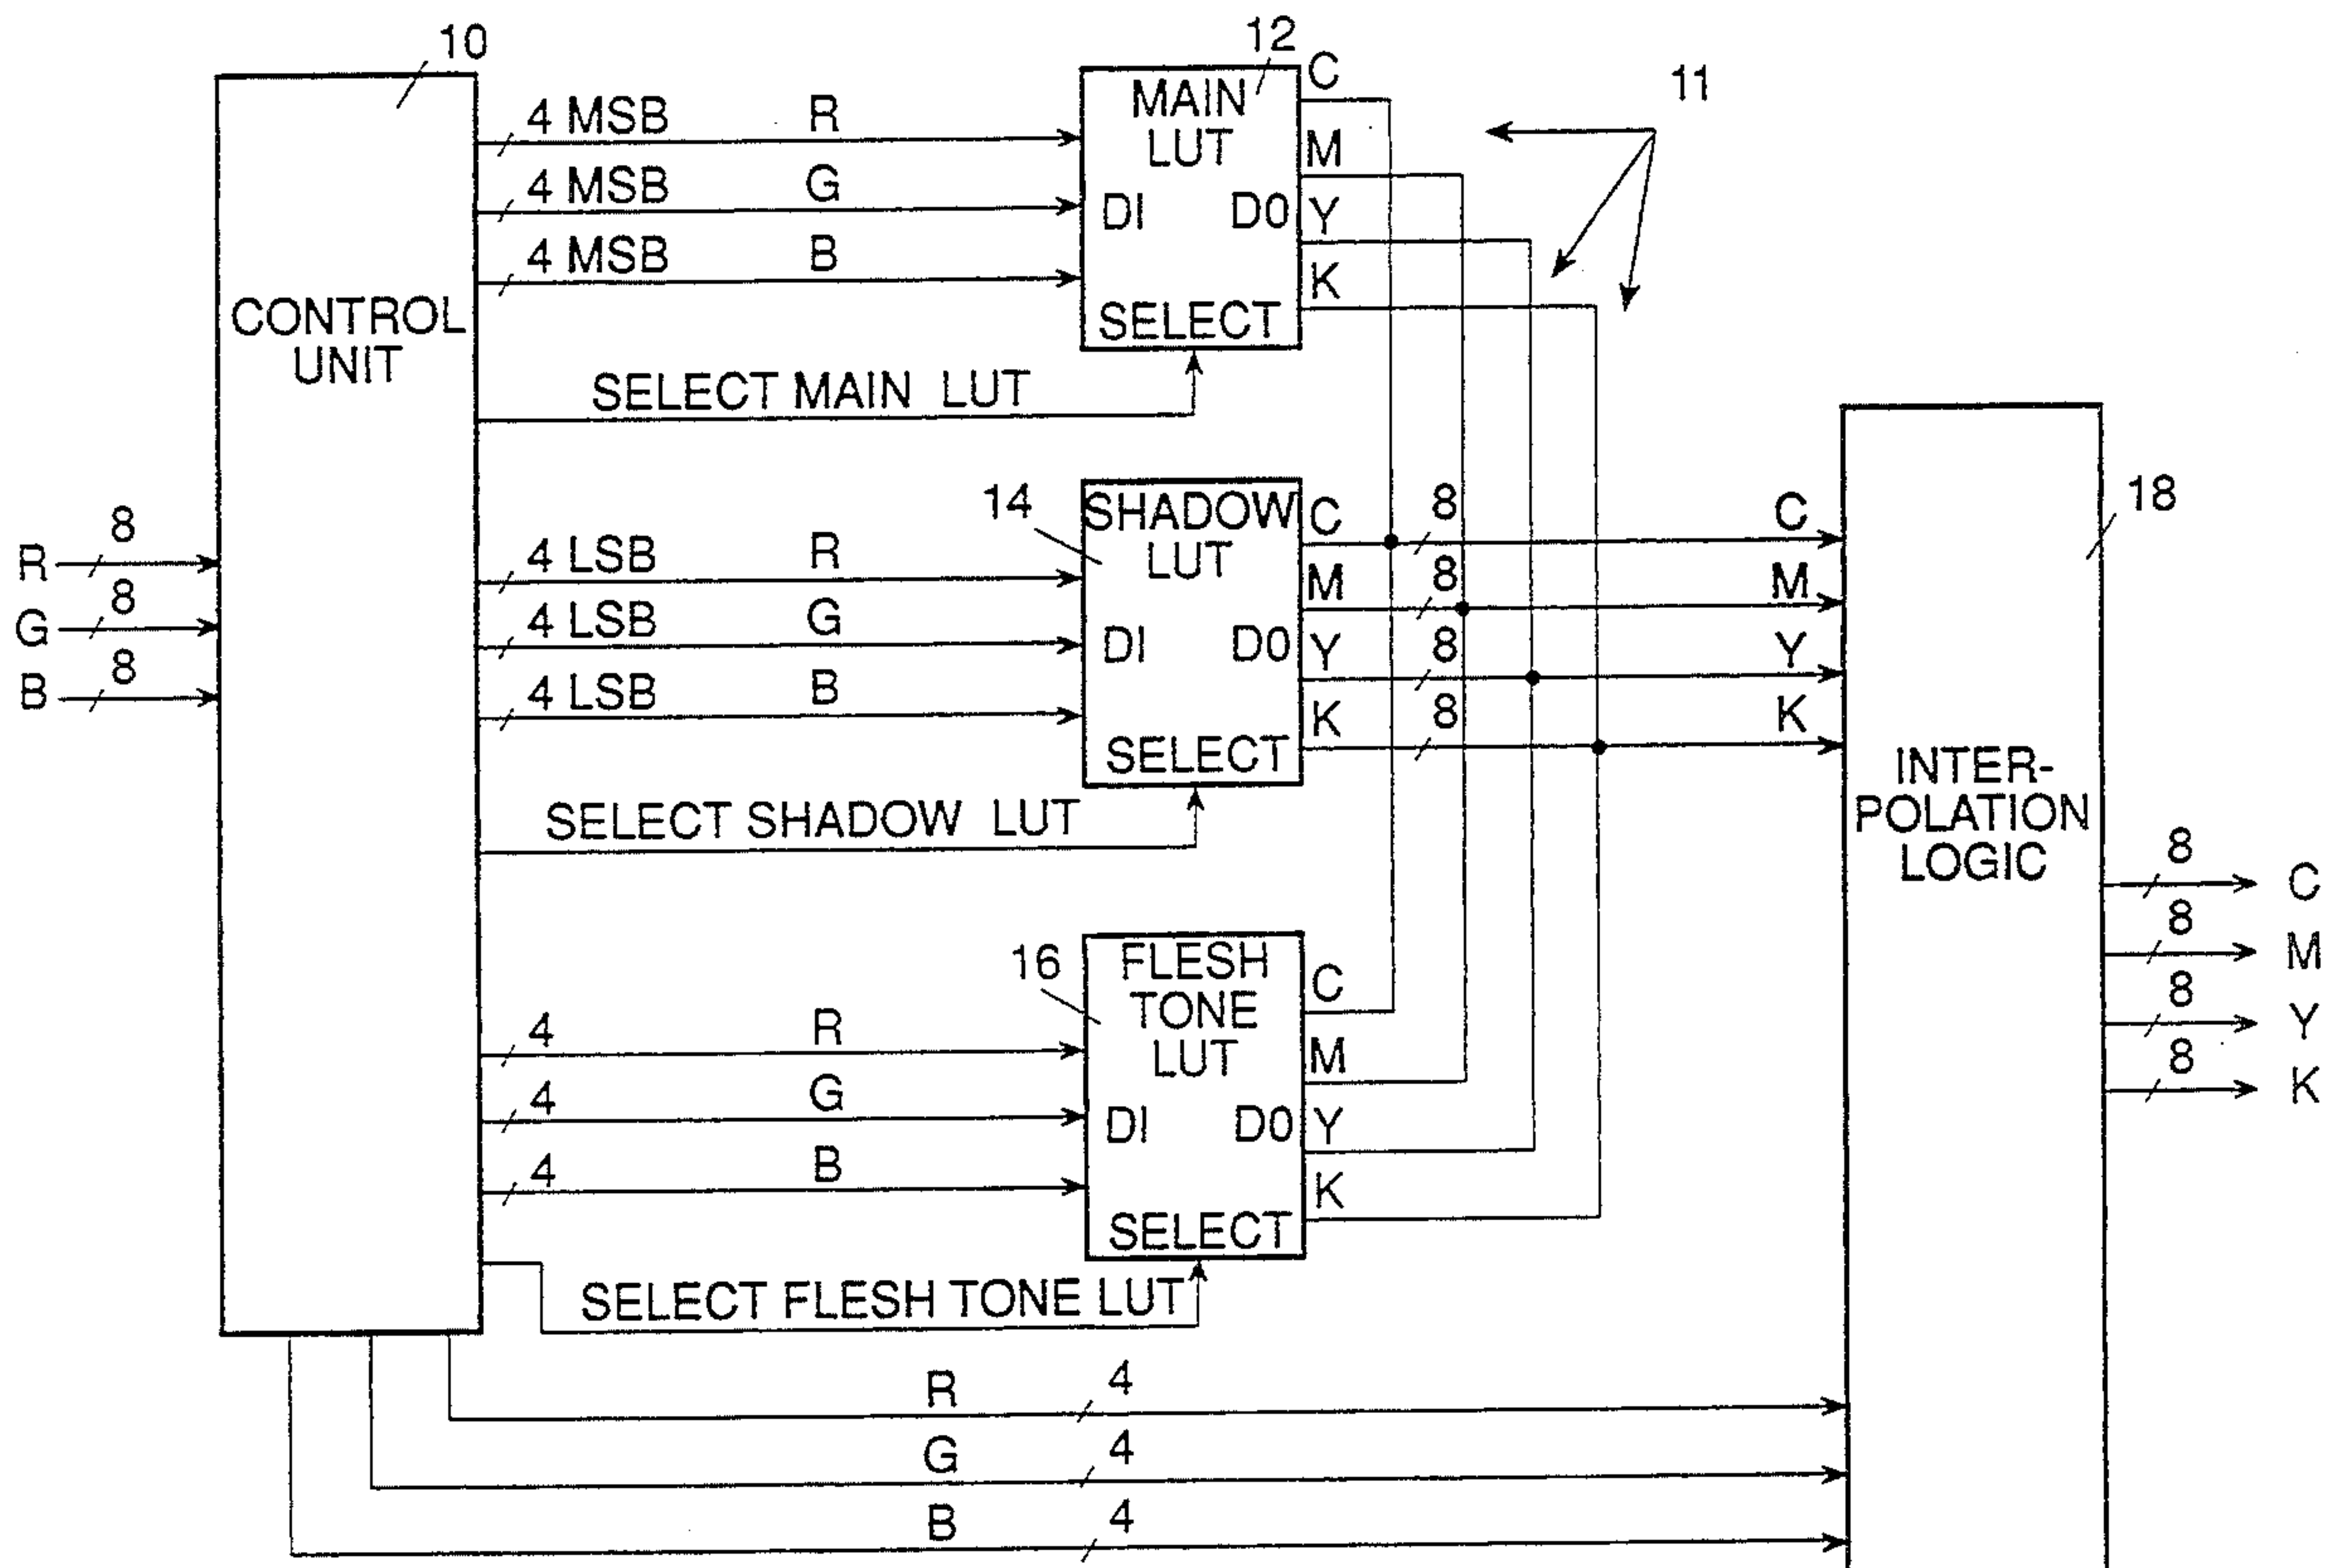 10
12
11
C
4 MSB R
MAIN
LUT
M
4 MSB G
DI D0 Y
4 MSB B
K
CONTROL
UNIT
SELECT
SELECT MAIN LUT
14
SHADOW
LUT
C 8 C
18
R 8
4 LSB R
M 8 M
G 8
4 LSB G
DI D0 Y 8 Y
B 8
4 LSB B
K 8 K
SELECT
INTER-
POLATION
LOGIC
SELECT SHADOW LUT
8 C
8 M
8 Y
8 K
16
FLESH
TONE
LUT
C
4 R
M
4 G
DI D0 Y
4 B
K
SELECT
SELECT FLESH TONE LUT
R 4
G 4
B 4